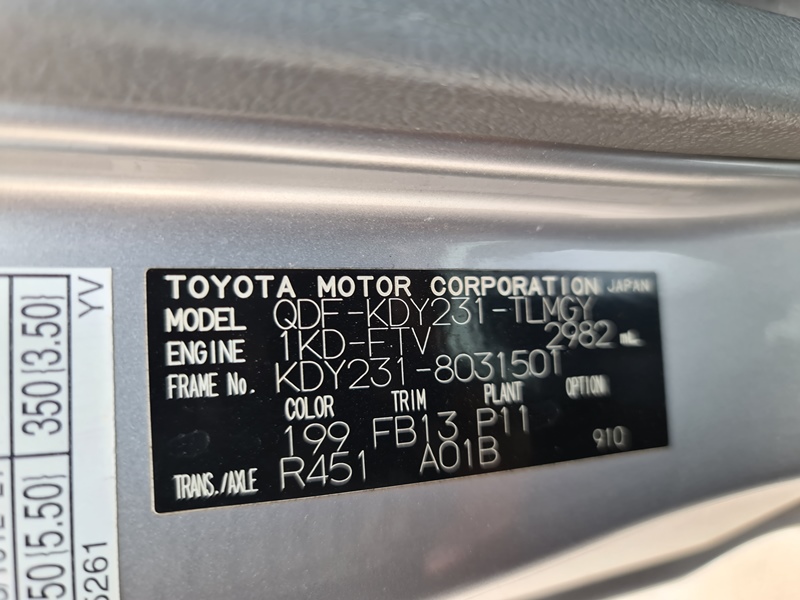 TOYOTA MOTOR CORPORATION JAPAN
MODEL QDF-KDY231-TLMGY
ENGINE 1KD-FTV 2982 mL
FRAME No. KDY231-8031501
COLOR TRIM PLANT OPTION
199 FB13 P11 910
TRANS./AXLE R451 A01B
350{3.50} YV
50{5.50}
5261